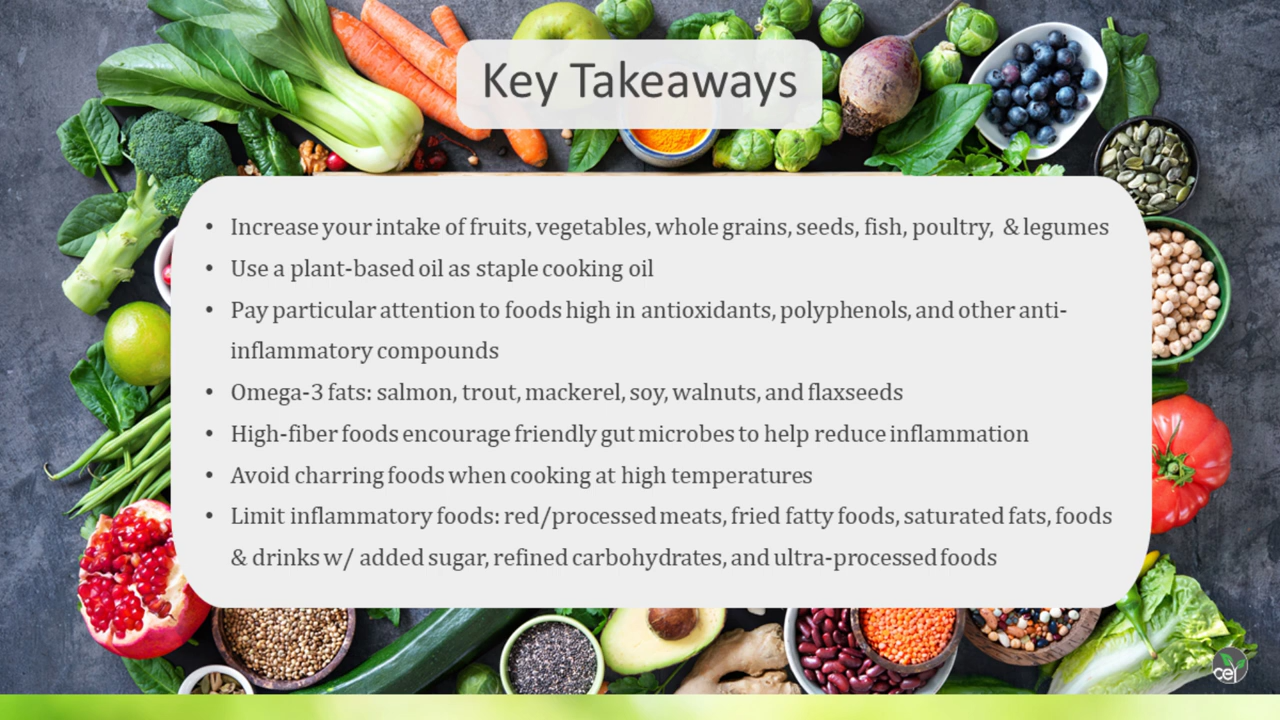 Key Takeaways
• Increase your intake of fruits, vegetables, whole grains, seeds, fish, poultry, & legumes
• Use a plant-based oil as staple cooking oil
• Pay particular attention to foods high in antioxidants, polyphenols, and other anti-
inflammatory compounds
• Omega-3 fats: salmon, trout, mackerel, soy, walnuts, and flaxseeds
• High-fiber foods encourage friendly gut microbes to help reduce inflammation
• Avoid charring foods when cooking at high temperatures
• Limit inflammatory foods: red/processed meats, fried fatty foods, saturated fats, foods
& drinks w/ added sugar, refined carbohydrates, and ultra-processed foods